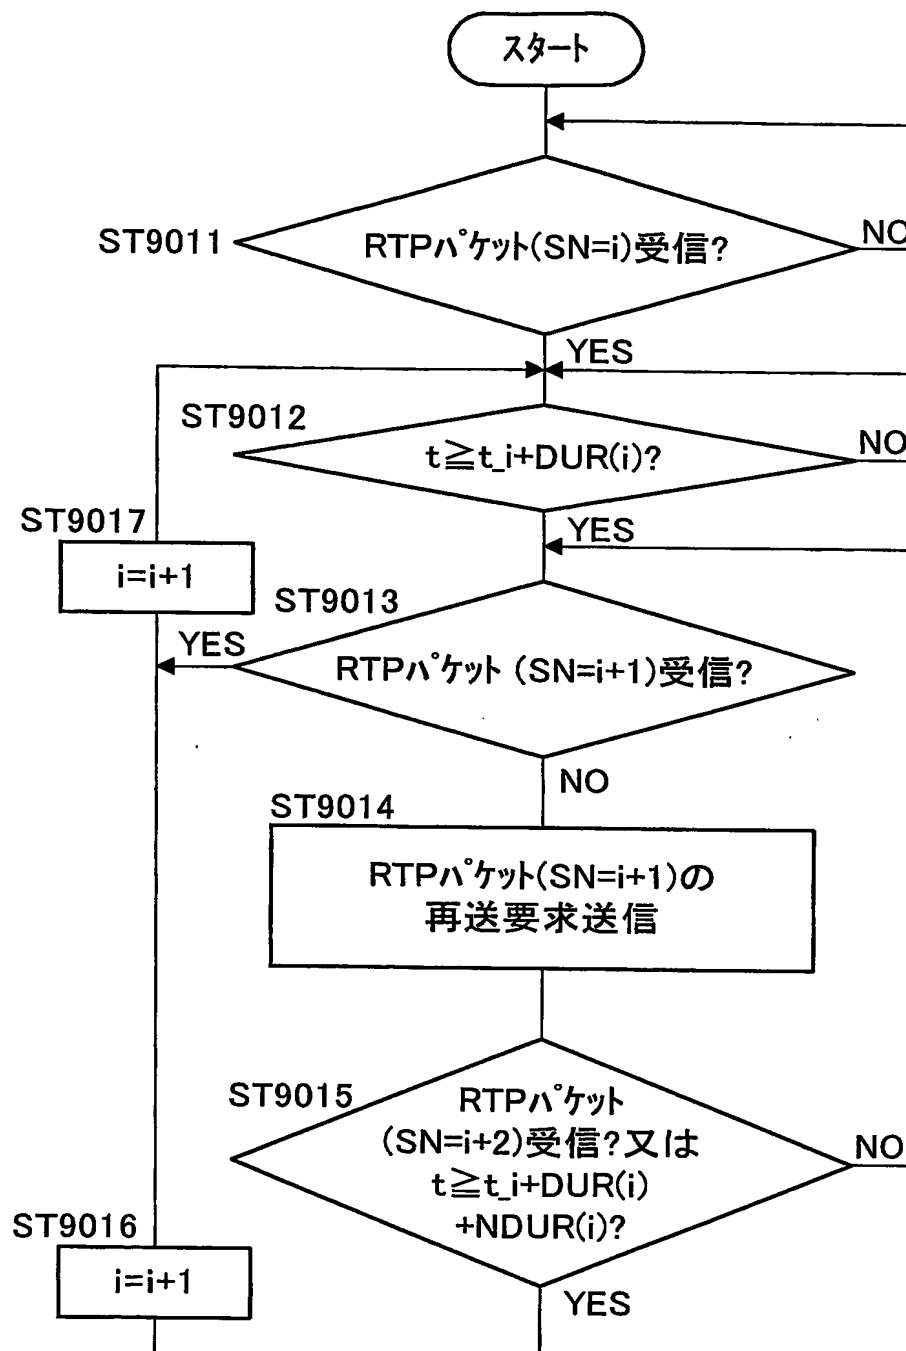 スタート
ST9011
RTPパケット(SN=i)受信?
NO
YES
ST9012
t≧t_i+DUR(i)?
NO
YES
ST9017
i=i+1
ST9013
YES
RTPパケット (SN=i+1)受信?
NO
ST9014
RTPパケット(SN=i+1)の
再送要求送信
ST9015
RTPパケット
(SN=i+2)受信?又は
t≧t_i+DUR(i)
+NDUR(i)?
NO
ST9016
i=i+1
YES